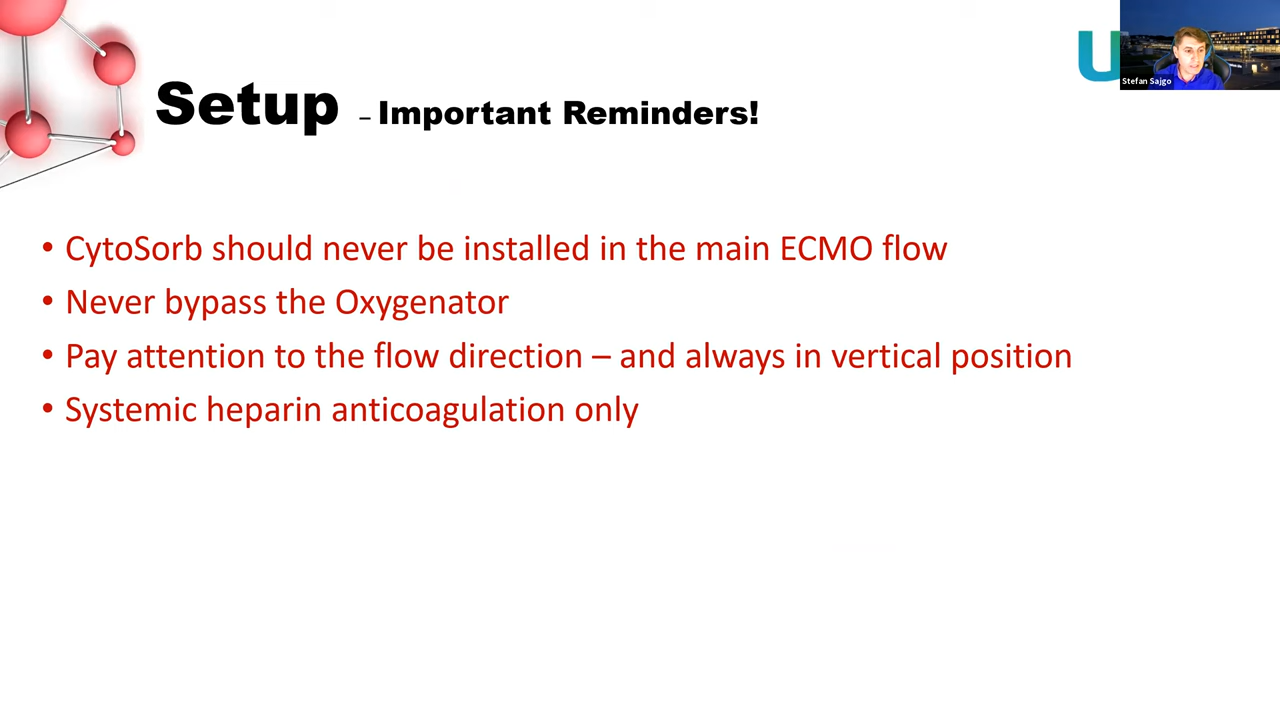 Setup – Important Reminders!
• CytoSorb should never be installed in the main ECMO flow
• Never bypass the Oxygenator
• Pay attention to the flow direction – and always in vertical position
• Systemic heparin anticoagulation only
U
Stefan Sajgo